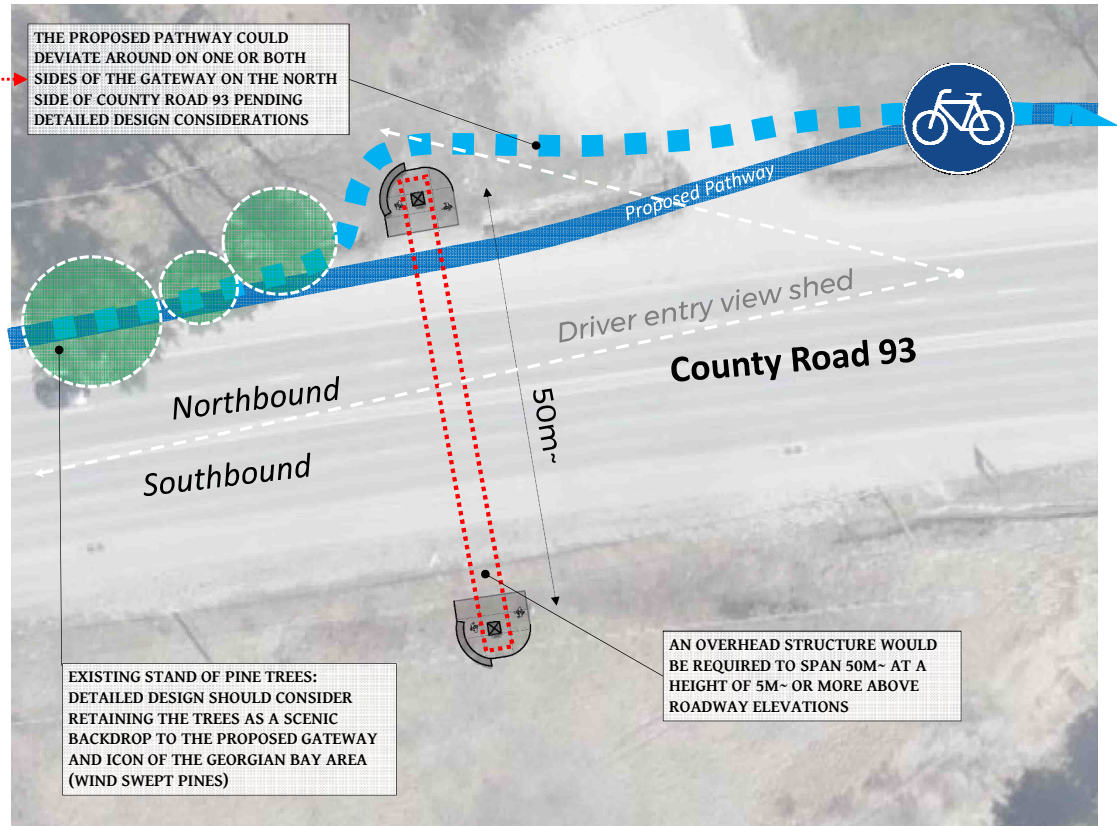 THE PROPOSED PATHWAY COULD
DEVIATE AROUND ON ONE OR BOTH
SIDES OF THE GATEWAY ON THE NORTH
SIDE OF COUNTY ROAD 93 PENDING
DETAILED DESIGN CONSIDERATIONS
Proposed Pathway
Driver entry view shed
County Road 93
Northbound
50m~
Southbound
EXISTING STAND OF PINE TREES:
DETAILED DESIGN SHOULD CONSIDER
RETAINING THE TREES AS A SCENIC
BACKDROP TO THE PROPOSED GATEWAY
AND ICON OF THE GEORGIAN BAY AREA
(WIND SWEPT PINES)
AN OVERHEAD STRUCTURE WOULD
BE REQUIRED TO SPAN 50M~ AT A
HEIGHT OF 5M~ OR MORE ABOVE
ROADWAY ELEVATIONS